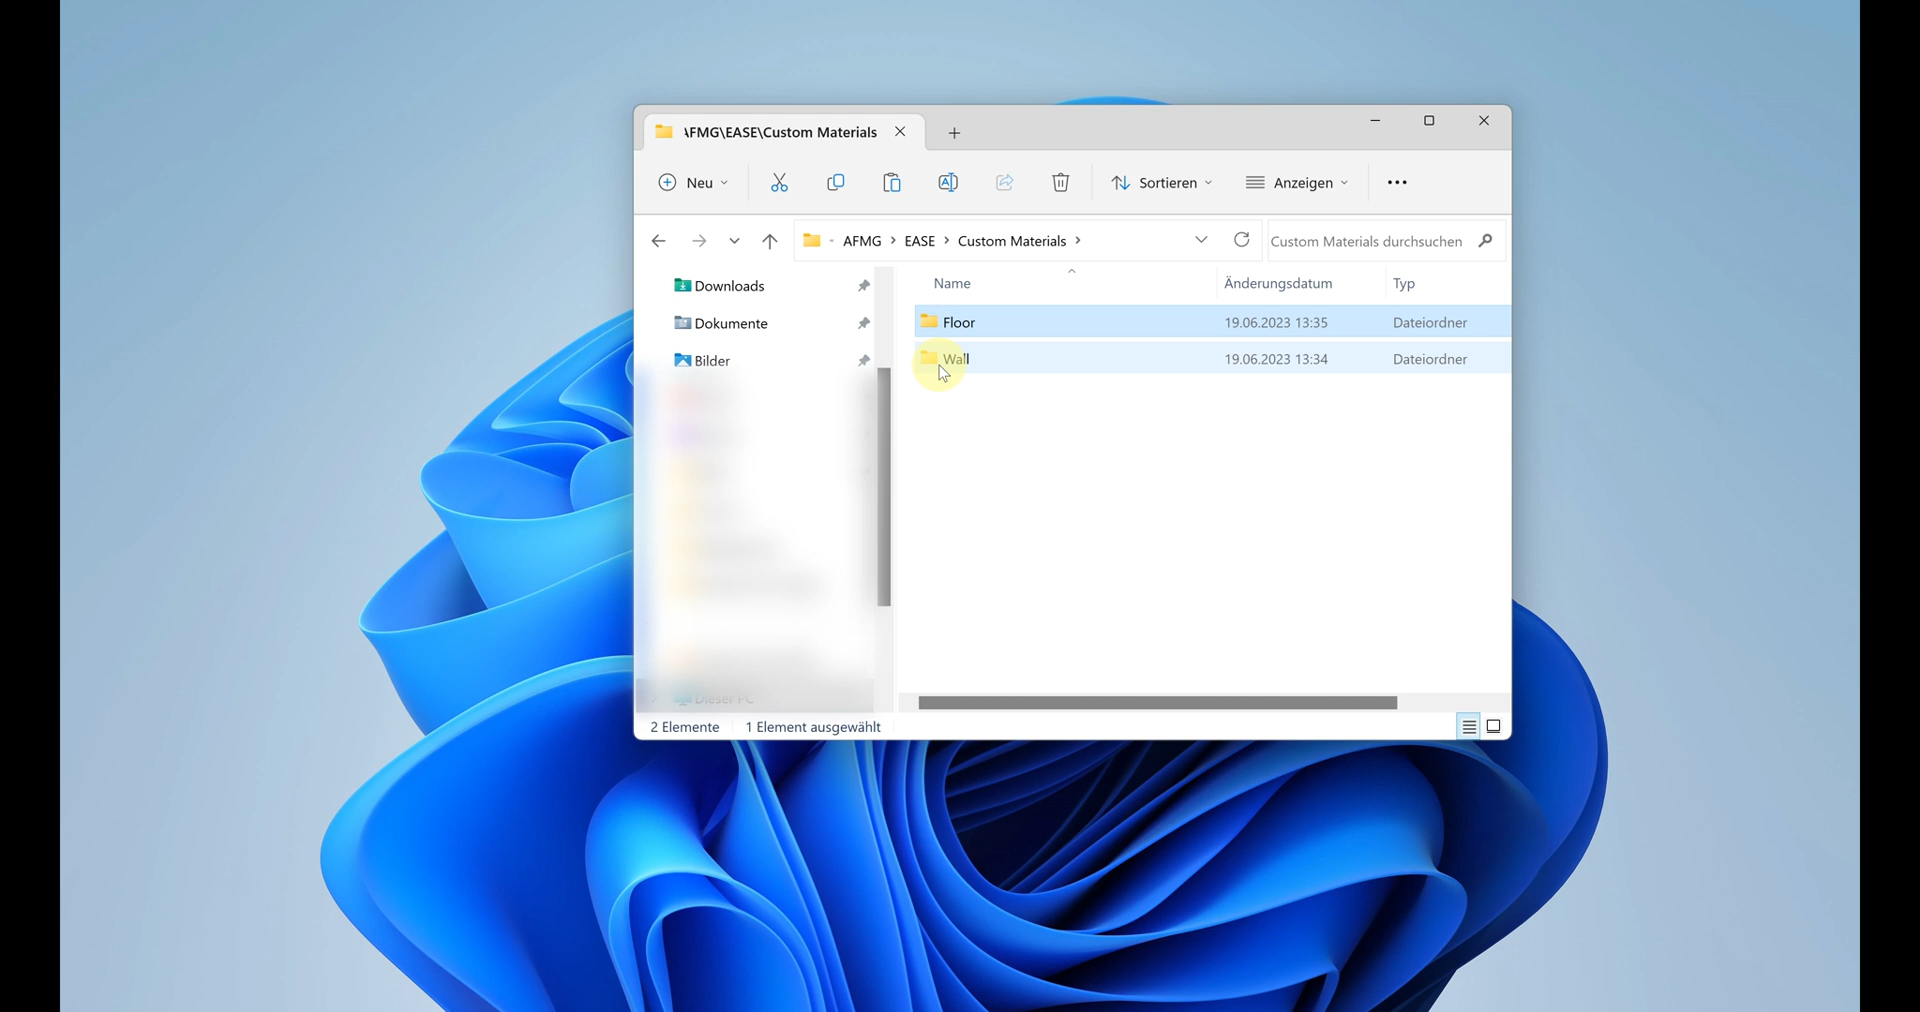 \FMG\EASE\Custom Materials
Neu
Sortieren
Anzeigen
AFMG > EASE > Custom Materials >
Custom Materials durchsuchen
Downloads
Dokumente
Bilder
Dieser PC
Name
Änderungsdatum
Typ
Floor
19.06.2023 13:35
Dateiordner
Wall
19.06.2023 13:34
Dateiordner
2 Elemente
1 Element ausgewählt